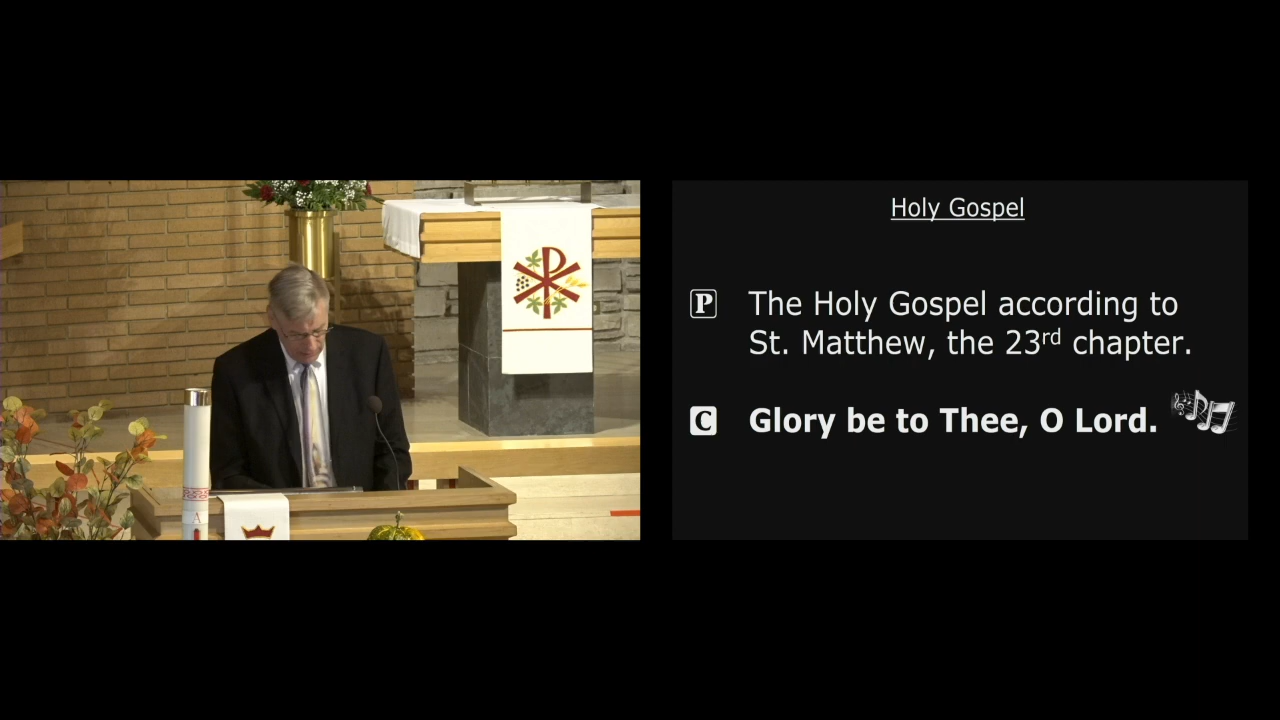 Holy Gospel
P The Holy Gospel according to
St. Matthew, the 23rd chapter.
C Glory be to Thee, O Lord.
A